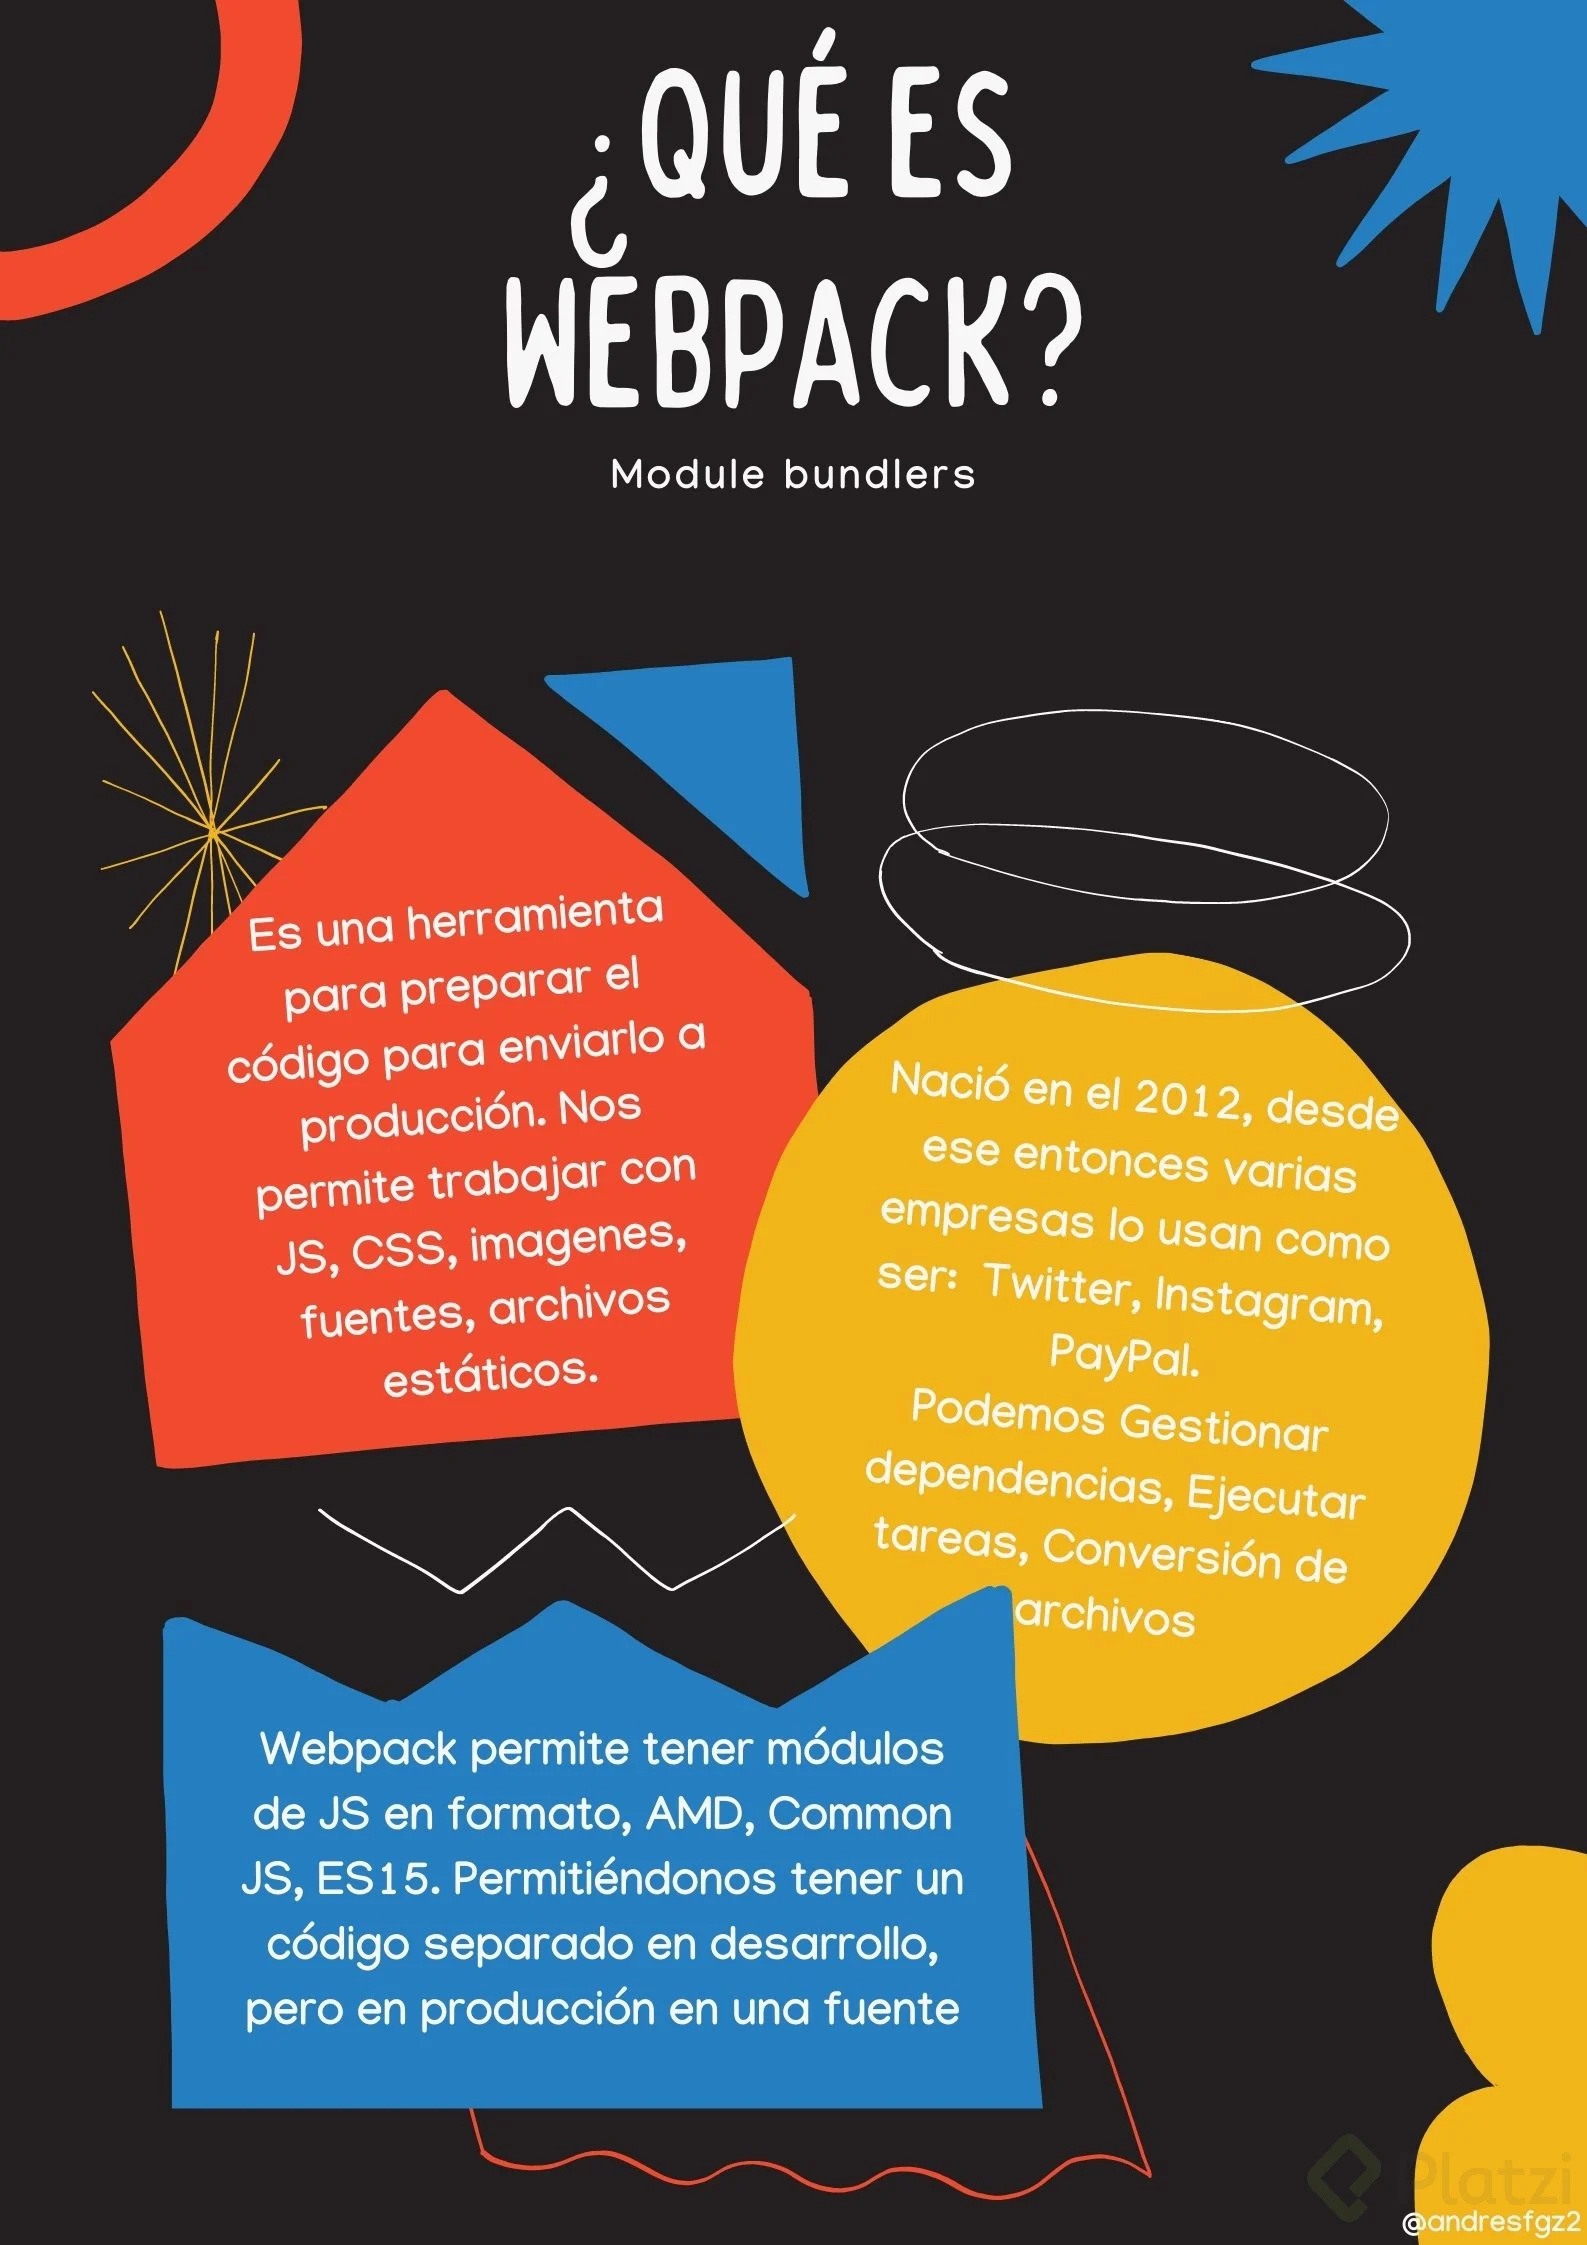 ¿QUÉ ES
WEBPACK?
Module bundlers
Es una herramienta
para preparar el
código para enviarlo a
producción. Nos
permite trabajar con
JS, CSS, imagenes,
fuentes, archivos
estáticos.
Nació en el 2012, desde
ese entonces varias
empresas lo usan como
ser: Twitter, Instagram,
PayPal.
Podemos Gestionar
dependencias, Ejecutar
tareas, Conversión de
archivos
Webpack permite tener módulos
de JS en formato, AMD, Common
JS, ES15. Permitiéndonos tener un
código separado en desarrollo,
pero en producción en una fuente
Platzi
@andresfgz2